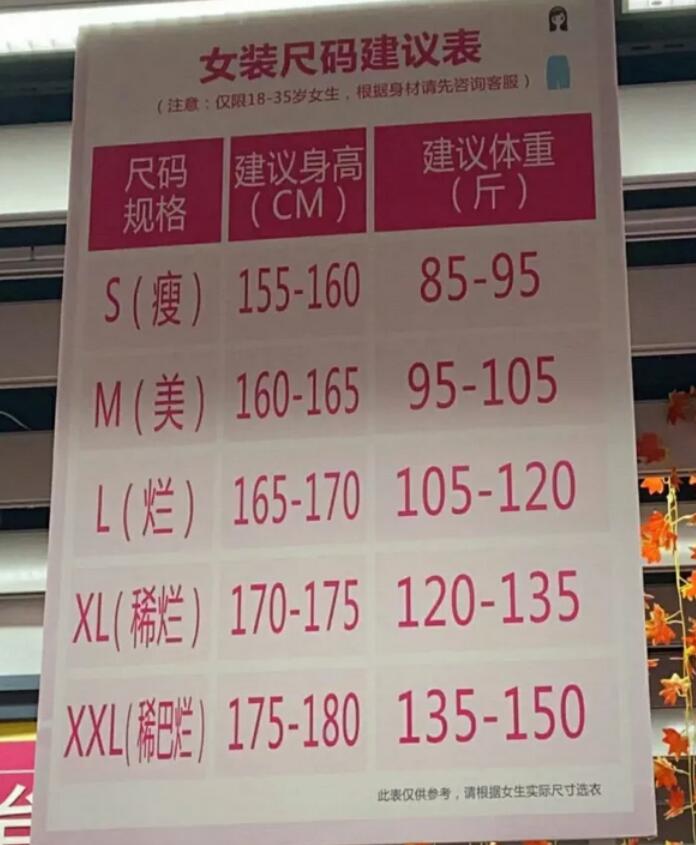 女装尺码建议表
（注意：仅限18-35岁女生，根据身材请先咨询客服）
尺码规格 建议身高（CM） 建议体重（斤）
S(瘦) 155-160 85-95
M(美) 160-165 95-105
L(烂) 165-170 105-120
XL(稀烂) 170-175 120-135
XXL(稀巴烂) 175-180 135-150
此表仅供参考，请根据女生实际尺寸选衣
台